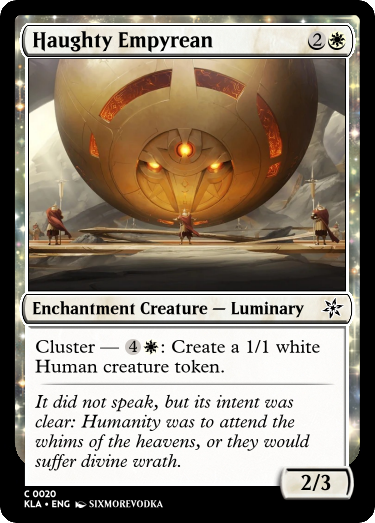 Haughty Empyrean 2
Enchantment Creature — Luminary
Cluster — 4: Create a 1/1 white
Human creature token.
It did not speak, but its intent was
clear: Humanity was to attend the
whims of the heavens, or they would
suffer divine wrath.
2/3
C 0020
KLA • ENG SIXMOREVODKA